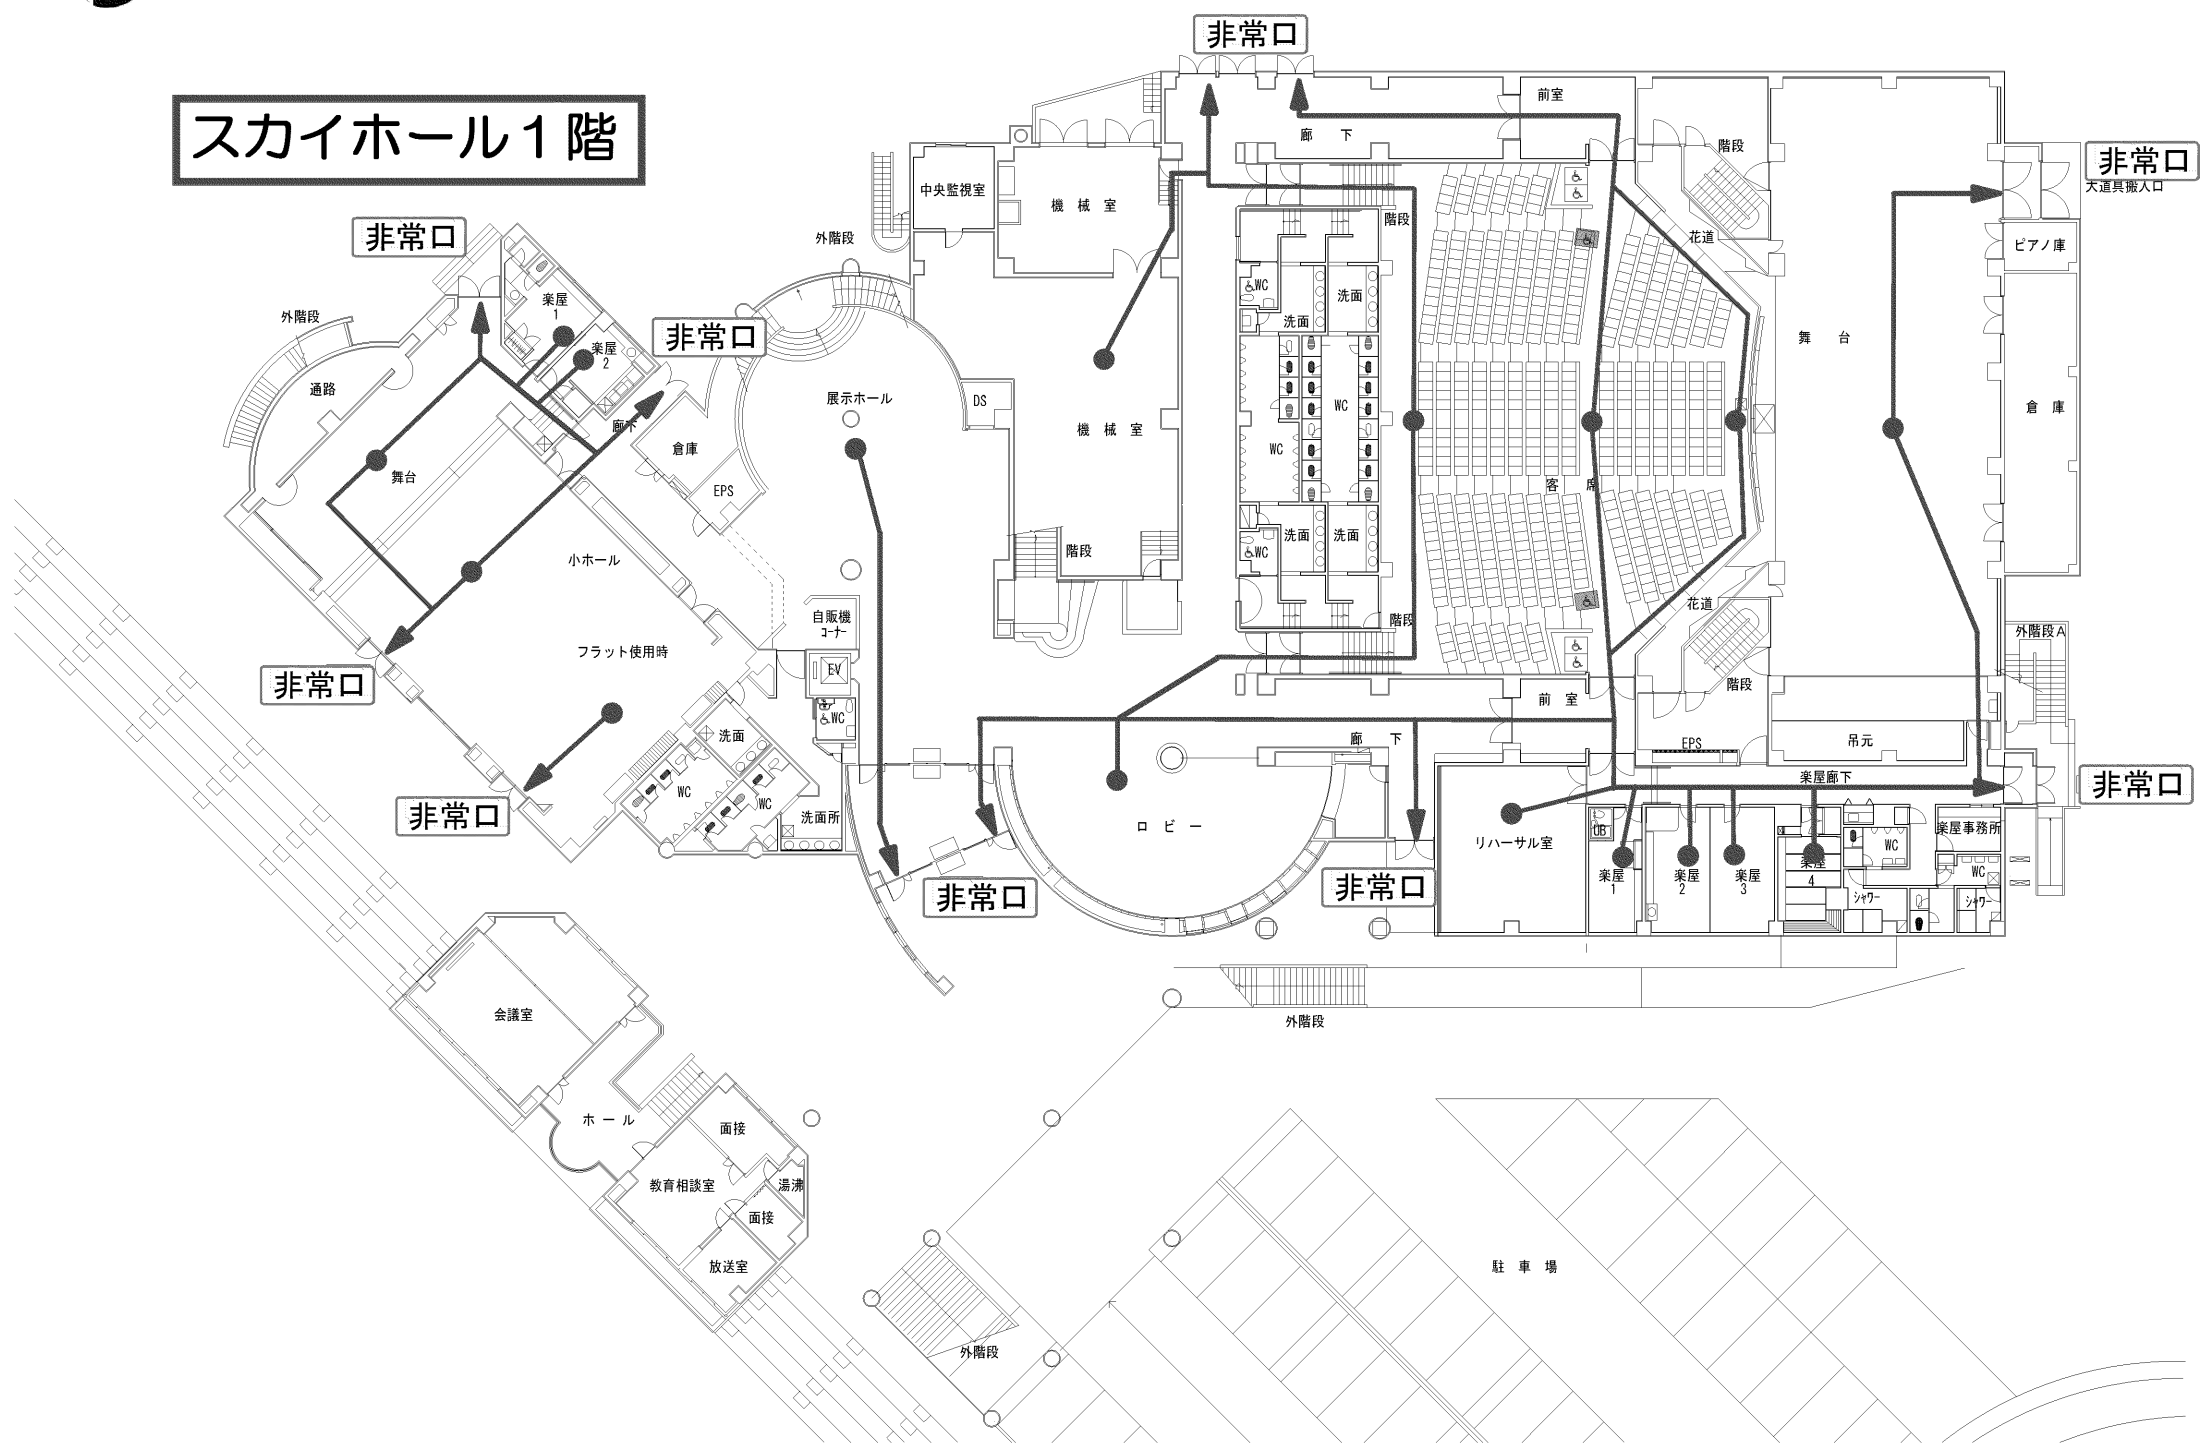 非常口
スカイホール１階
前室
廊 下
階段
非常口
大道具搬入口
中央監視室
機 械 室
外階段
階段
花道
ピアノ庫
非常口
楽屋
1
外階段
WC
洗面
洗面
非常口
楽屋
2
舞 台
通路
展示ホール
DS
WC
倉 庫
廊下
機 械 室
倉庫
WC
舞台
EPS
客 席
洗面
洗面
階段
WC
小ホール
自販機
コーナー
花道
階段
外階段A
フラット使用時
EV
非常口
階段
前 室
WC
洗面
廊 下
EPS
吊元
楽屋廊下
非常口
WC
WC
洗面所
非常口
ロ ビ ー
リハーサル室
UB
楽屋事務所
WC
楽屋
1
楽屋
2
楽屋
3
楽屋
4
WC
シャワー
シャワー
非常口
非常口
会議室
外階段
ホ ー ル
面接
教育相談室
湯沸
面接
放送室
駐 車 場
外階段